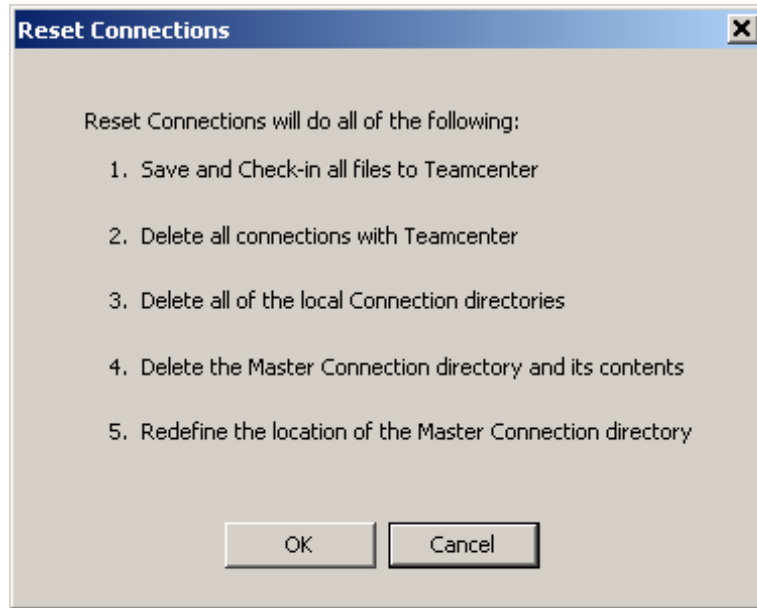 Reset Connections
Reset Connections will do all of the following:
1. Save and Check-in all files to Teamcenter
2. Delete all connections with Teamcenter
3. Delete all of the local Connection directories
4. Delete the Master Connection directory and its contents
5. Redefine the location of the Master Connection directory
OK Cancel